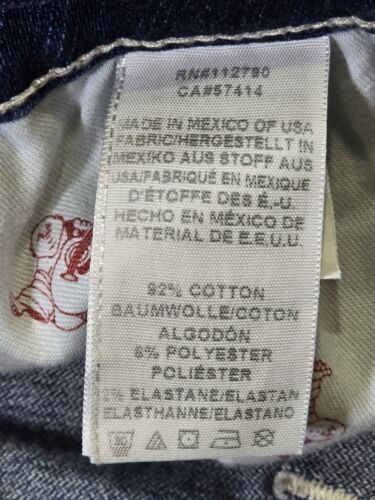 RN#112790
CA#57414
MADE IN MEXICO OF USA
FABRIC/HERGESTELLT IN
MEXIKO AUS STOFF AUS
USA/FABRIQUÉ EN MEXIQUE
D'ÉTOFFE DES É.-U.
HECHO EN MÉXICO DE
MATERIAL DE E.E.U.U.
92% COTTON
BAUMWOLLE/COTON
ALGODÓN
6% POLYESTER
POLIÉSTER
2% ELASTANE/ELASTAN
ELASTHANNE/ELASTANO